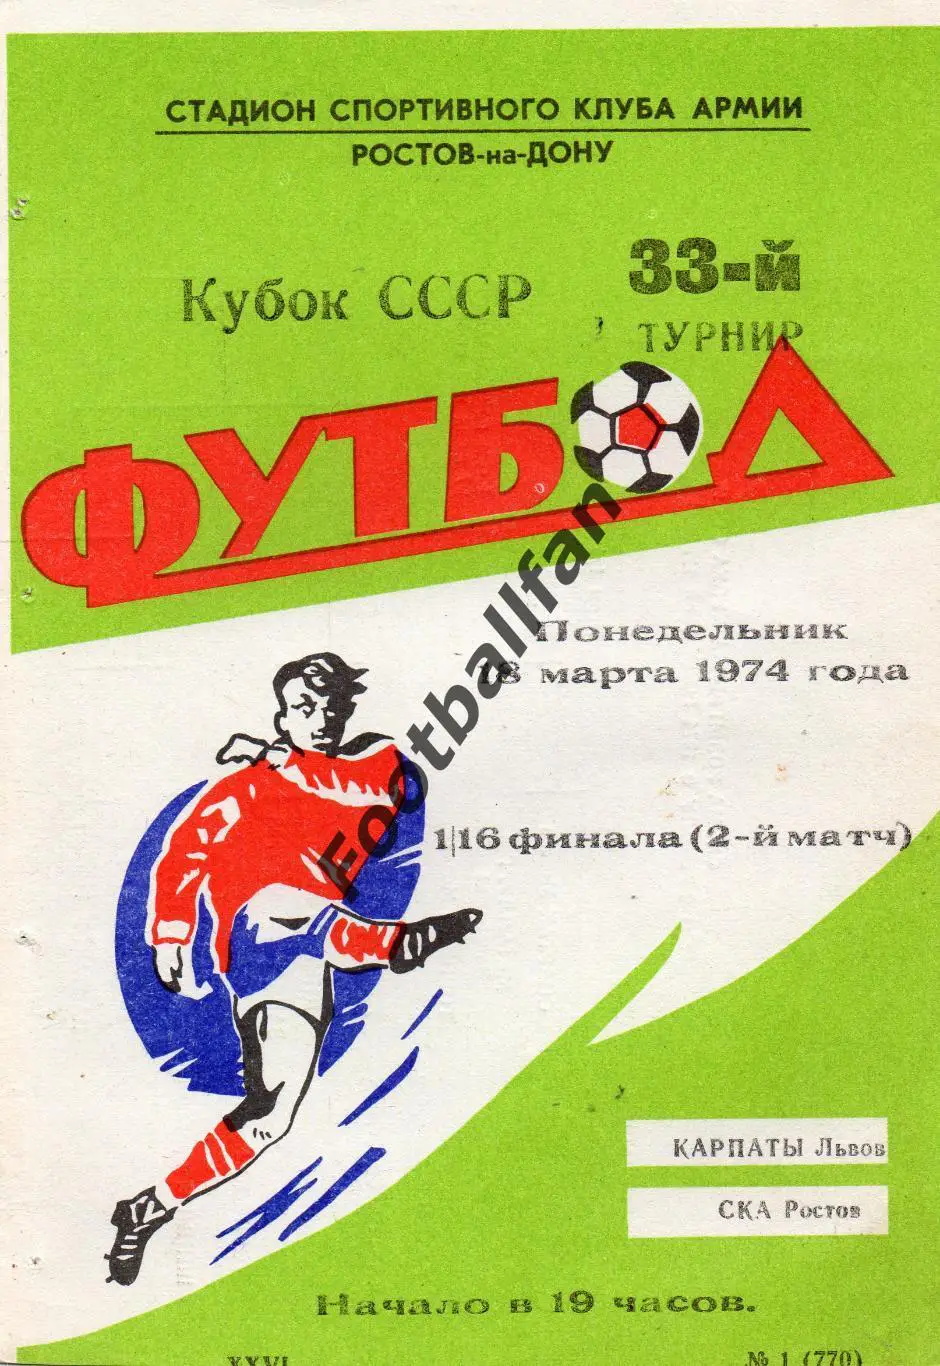 СТАДИОН СПОРТИВНОГО КЛУБА АРМИИ
РОСТОВ-на-ДОНУ
Кубок СССР
33-й
ТУРНИР
ФУТБОЛ
Понедельник
18 марта 1974 года
1|16 финала (2-й матч)
КАРПАТЫ Львов
СКА Ростов
Начало в 19 часов.
XXVI
№ 1 (770)
Footballfan